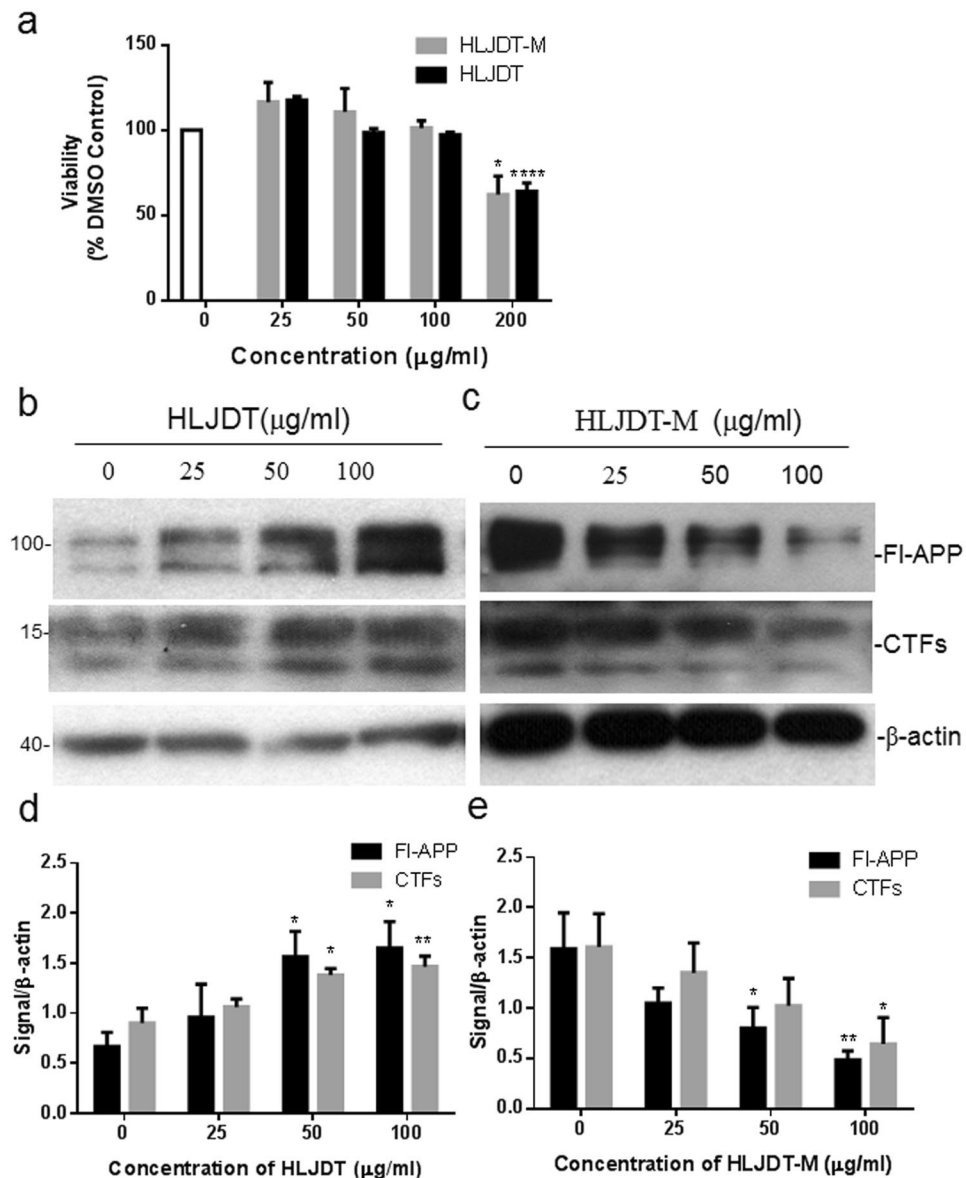 a
150
100
50
0
Viability
(% DMSO Control)
HLJDT-M
HLJDT
* ****
0 25 50 100 200
Concentration (μg/ml)
b
HLJDT(μg/ml)
0 25 50 100
100-
15-
40-
c
HLJDT-M (μg/ml)
0 25 50 100
-Fl-APP
-CTFs
-β-actin
d
2.5
2.0
1.5
1.0
0.5
0.0
Signal/β-actin
Fl-APP
CTFs
* * * **
0 25 50 100
Concentration of HLJDT (μg/ml)
e
2.5
2.0
1.5
1.0
0.5
0.0
Signal/β-actin
Fl-APP
CTFs
* ** *
0 25 50 100
Concentration of HLJDT-M (μg/ml)